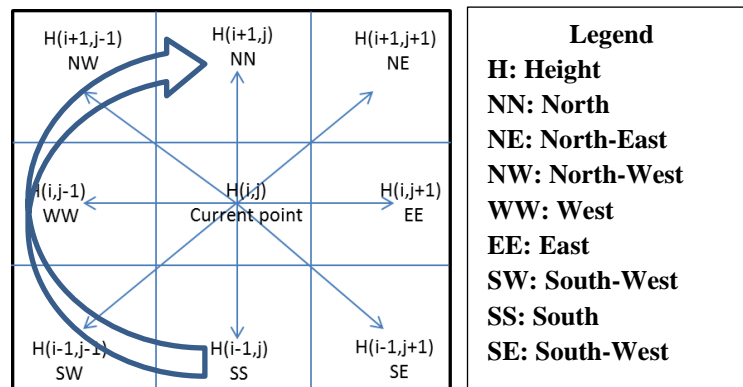 H(i+1,j-1)
NW
H(i+1,j)
NN
H(i+1,j+1)
NE
H(i,j-1)
WW
H(i,j)
Current point
H(i,j+1)
EE
H(i-1,j-1)
SW
H(i-1,j)
SS
H(i-1,j+1)
SE
Legend
H: Height
NN: North
NE: North-East
NW: North-West
WW: West
EE: East
SW: South-West
SS: South
SE: South-West